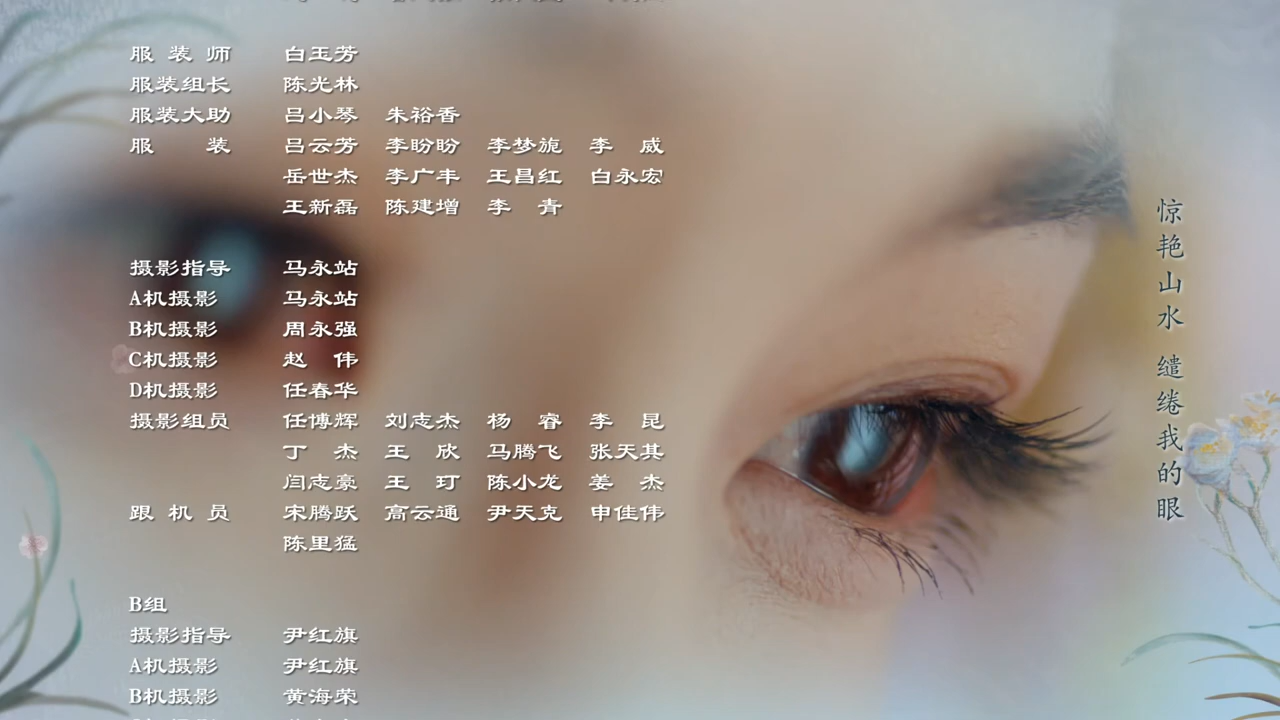 服装师 白玉芳
服装组长 陈光林
服装大助 吕小琴 朱裕香
服装 吕云芳 李盼盼 李梦旎 李威
岳世杰 李广丰 王昌红 白永宏
王新磊 陈建增 李青
摄影指导 马永站
A机摄影 马永站
B机摄影 周永强
C机摄影 赵伟
D机摄影 任春华
摄影组员 任博辉 刘志杰 杨睿 李昆
丁杰 王欣 马腾飞 张天其
闫志豪 王玎 陈小龙 姜杰
跟机员 宋腾跃 高云通 尹天克 申佳伟
陈里猛
B组
摄影指导 尹红旗
A机摄影 尹红旗
B机摄影 黄海荣
惊艳山水 缱绻我的眼